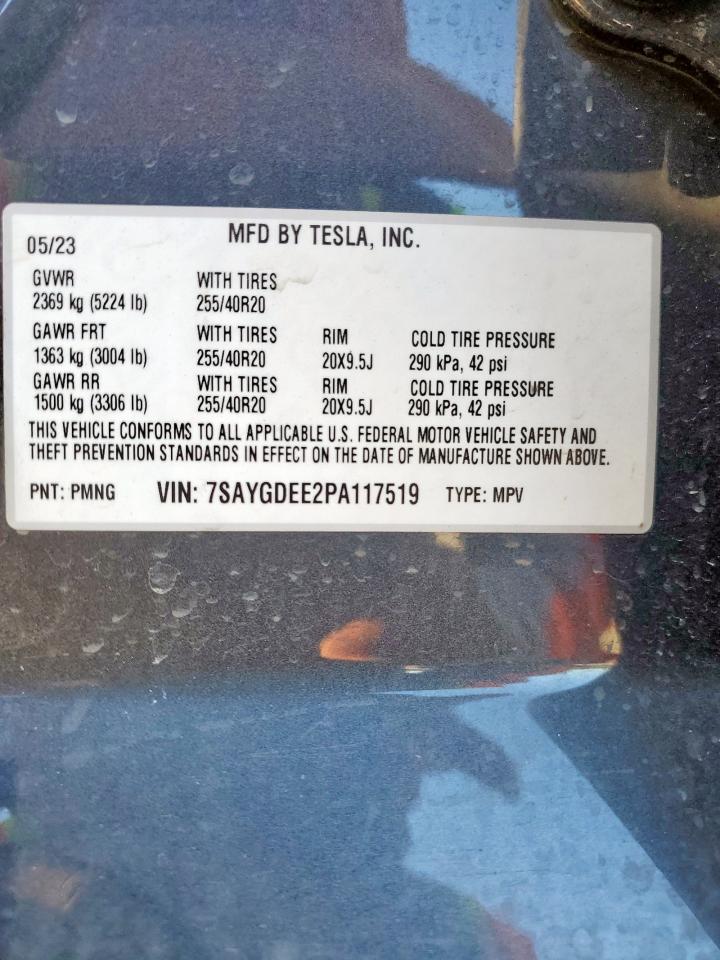 05/23 MFD BY TESLA, INC.
GVWR WITH TIRES
2369 kg (5224 lb) 255/40R20
GAWR FRT WITH TIRES RIM COLD TIRE PRESSURE
1363 kg (3004 lb) 255/40R20 20X9.5J 290 kPa, 42 psi
GAWR RR WITH TIRES RIM COLD TIRE PRESSURE
1500 kg (3306 lb) 255/40R20 20X9.5J 290 kPa, 42 psi
THIS VEHICLE CONFORMS TO ALL APPLICABLE U.S. FEDERAL MOTOR VEHICLE SAFETY AND
THEFT PREVENTION STANDARDS IN EFFECT ON THE DATE OF MANUFACTURE SHOWN ABOVE.
PNT: PMNG VIN: 7SAYGDEE2PA117519 TYPE: MPV